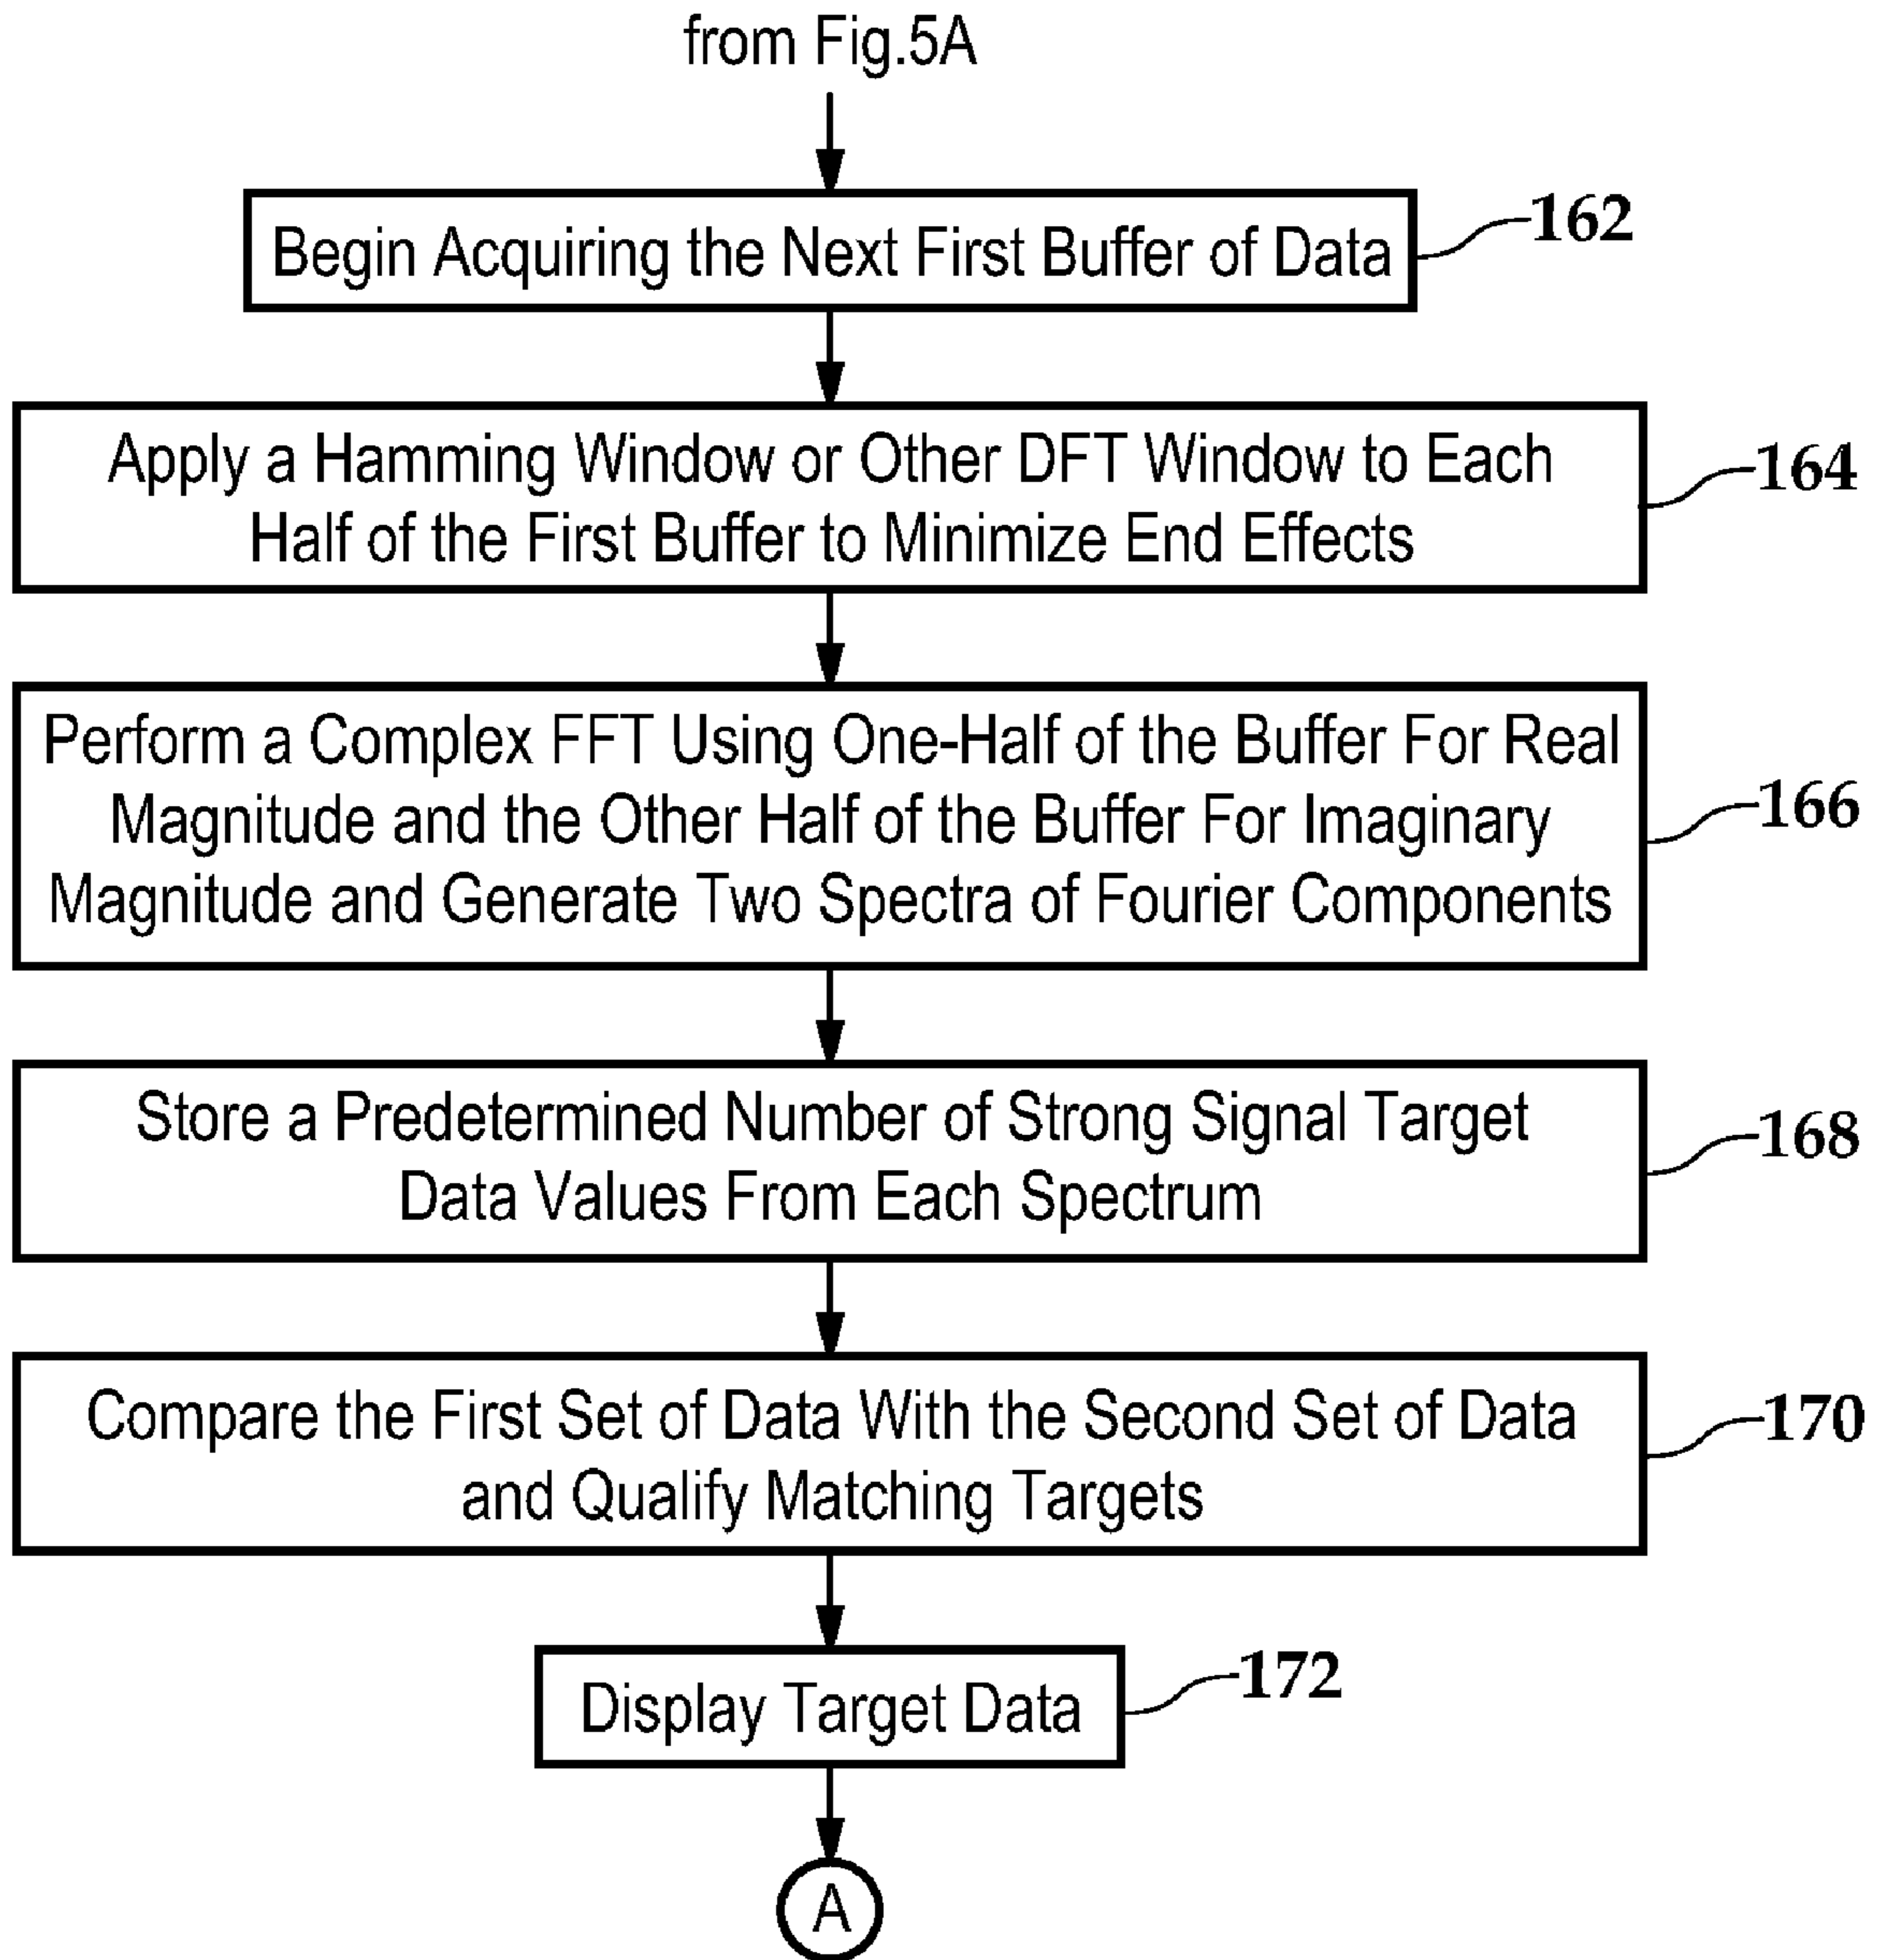 from Fig.5A
Begin Acquiring the Next First Buffer of Data
162
Apply a Hamming Window or Other DFT Window to Each
Half of the First Buffer to Minimize End Effects
164
Perform a Complex FFT Using One-Half of the Buffer For Real
Magnitude and the Other Half of the Buffer For Imaginary
Magnitude and Generate Two Spectra of Fourier Components
166
Store a Predetermined Number of Strong Signal Target
Data Values From Each Spectrum
168
Compare the First Set of Data With the Second Set of Data
and Qualify Matching Targets
170
Display Target Data
172
A